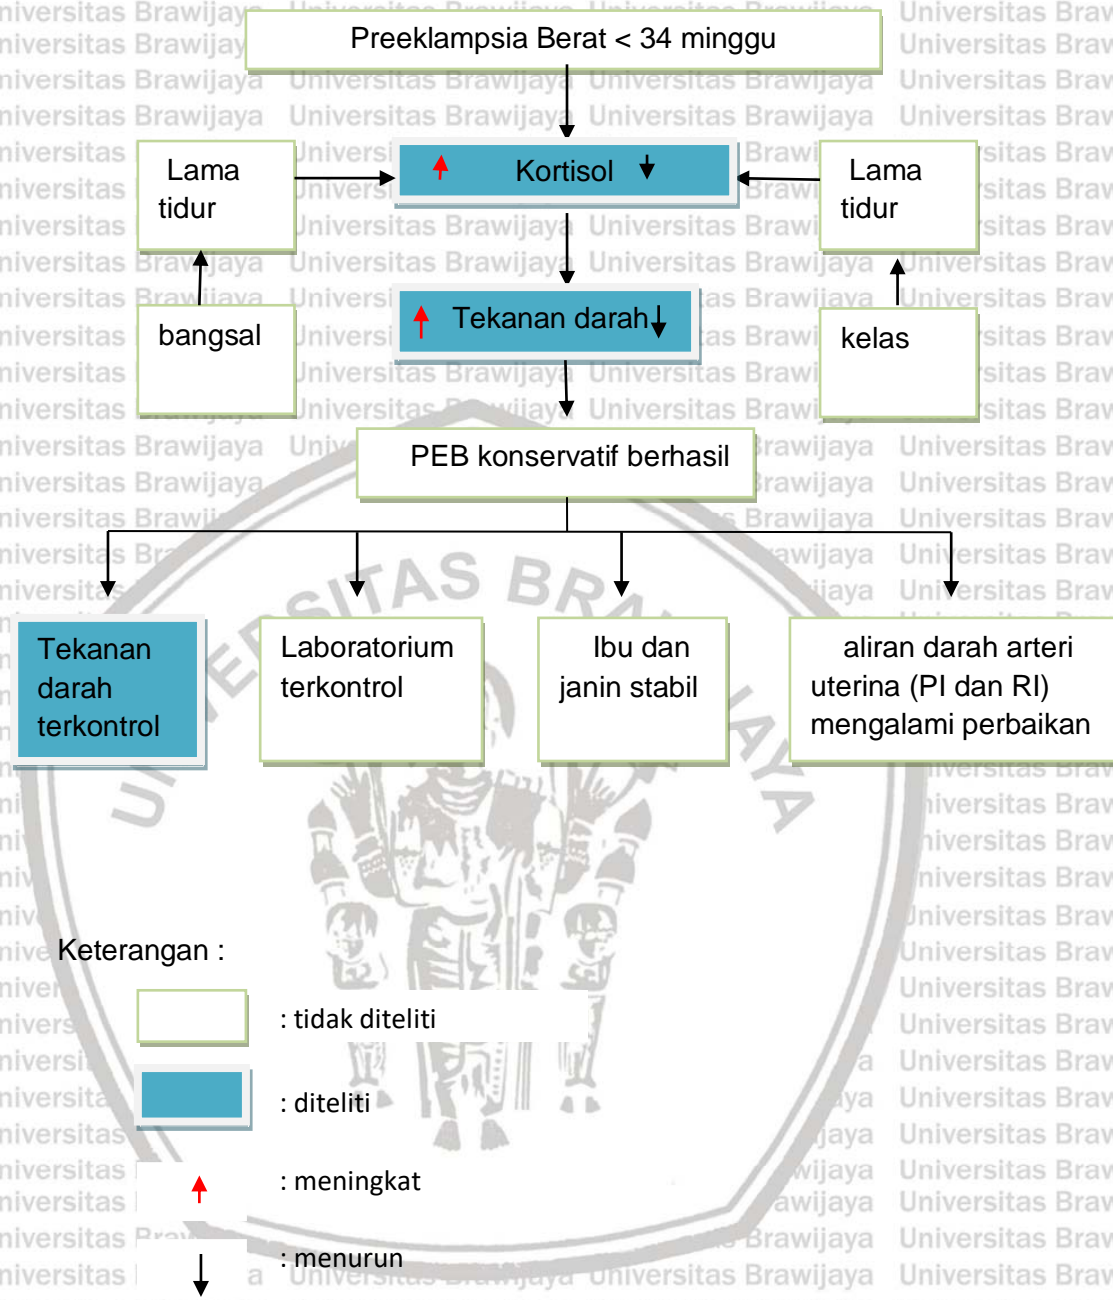 Preeklampsia Berat < 34 minggu
Lama
tidur
Kortisol
Lama
tidur
bangsal
Tekanan darah
kelas
PEB konservatif berhasil
Tekanan
darah
terkontrol
Laboratorium
terkontrol
Ibu dan
janin stabil
aliran darah arteri
uterina (PI dan RI)
mengalami perbaikan
Keterangan :
: tidak diteliti
: diteliti
: meningkat
: menurun